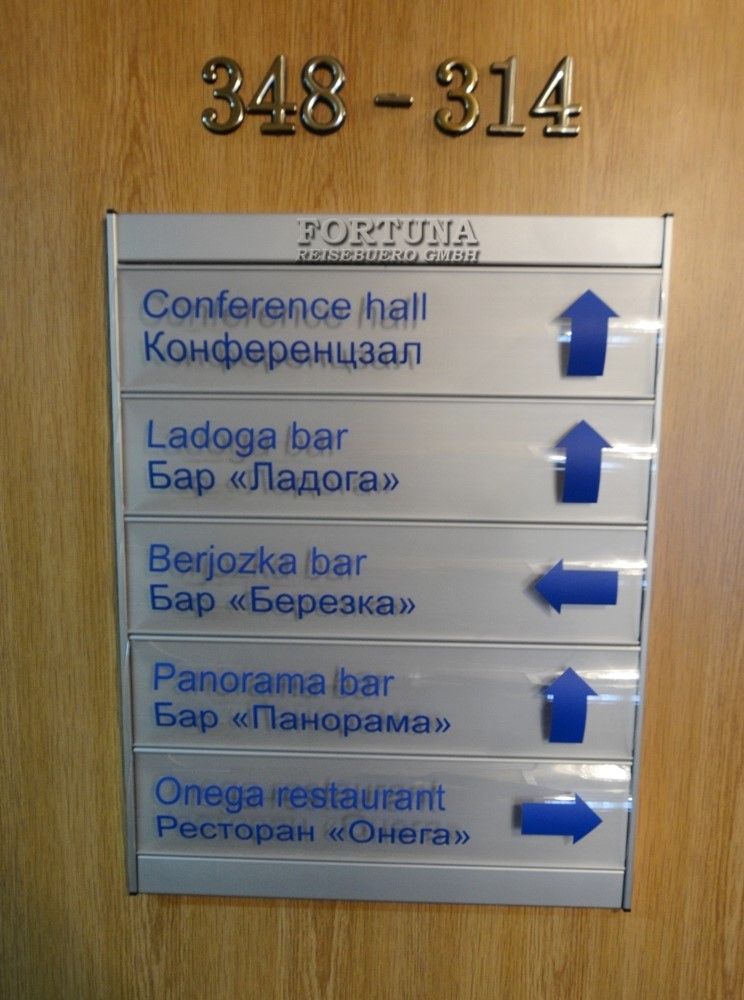 348 - 314
FORTUNA
REISEBUERO GMBH
Conference hall
Конференцзал
Ladoga bar
Бар «Ладога»
Berjozka bar
Бар «Березка»
Panorama bar
Бар «Панорама»
Onega restaurant
Ресторан «Онега»